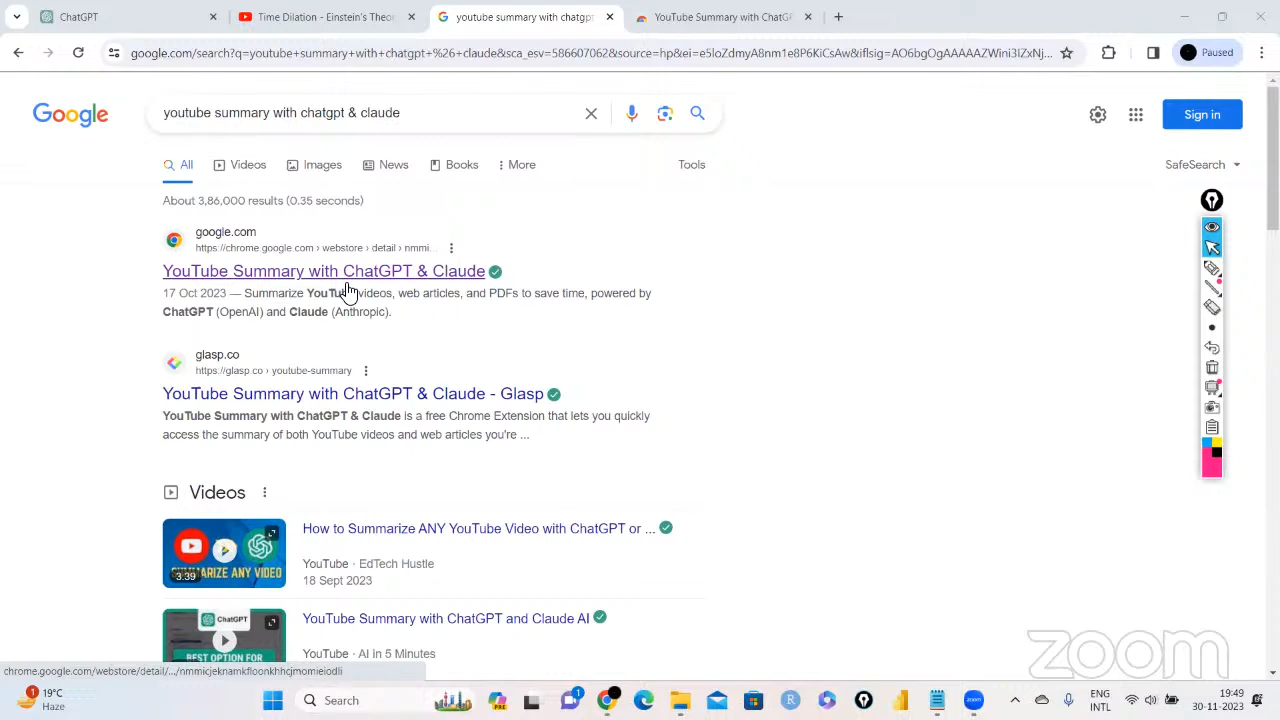 ChatGPT
Time Dilation - Einstein's Theo
youtube summary with chatgpt
YouTube Summary with ChatG
google.com/search?q=youtube+summary+with+chatgpt+%26+claude&sca_esv=586607062&source=hp&ei=e5loZdmyA8nm1e8P6KiCsAw&iflsig=AO6bgOgAAAAAZWini3IZxNj...
Paused
Google
youtube summary with chatgpt & claude
Sign in
All
Videos
Images
News
Books
More
Tools
SafeSearch
About 3,86,000 results (0.35 seconds)
google.com
https://chrome.google.com › webstore › detail › nmmi...
YouTube Summary with ChatGPT & Claude
17 Oct 2023 — Summarize YouTu videos, web articles, and PDFs to save time, powered by
ChatGPT (OpenAI) and Claude (Anthropic).
glasp.co
https://glasp.co › youtube-summary
YouTube Summary with ChatGPT & Claude - Glasp
YouTube Summary with ChatGPT & Claude is a free Chrome Extension that lets you quickly
access the summary of both YouTube videos and web articles you're ...
Videos
SUMMARIZE ANY VIDEO
3:39
How to Summarize ANY YouTube Video with ChatGPT or ...
YouTube · EdTech Hustle
18 Sept 2023
ChatGPT
BEST OPTION FOR
YouTube Summary with ChatGPT and Claude AI
YouTube · AI in 5 Minutes
zoom
chrome.google.com/webstore/detail/.../nmmicjeknamkfloonkhhcjmomieiodli
1
19°C
Haze
Search
PRE
1
zoom
ENG
INTL
19:49
30-11-2023